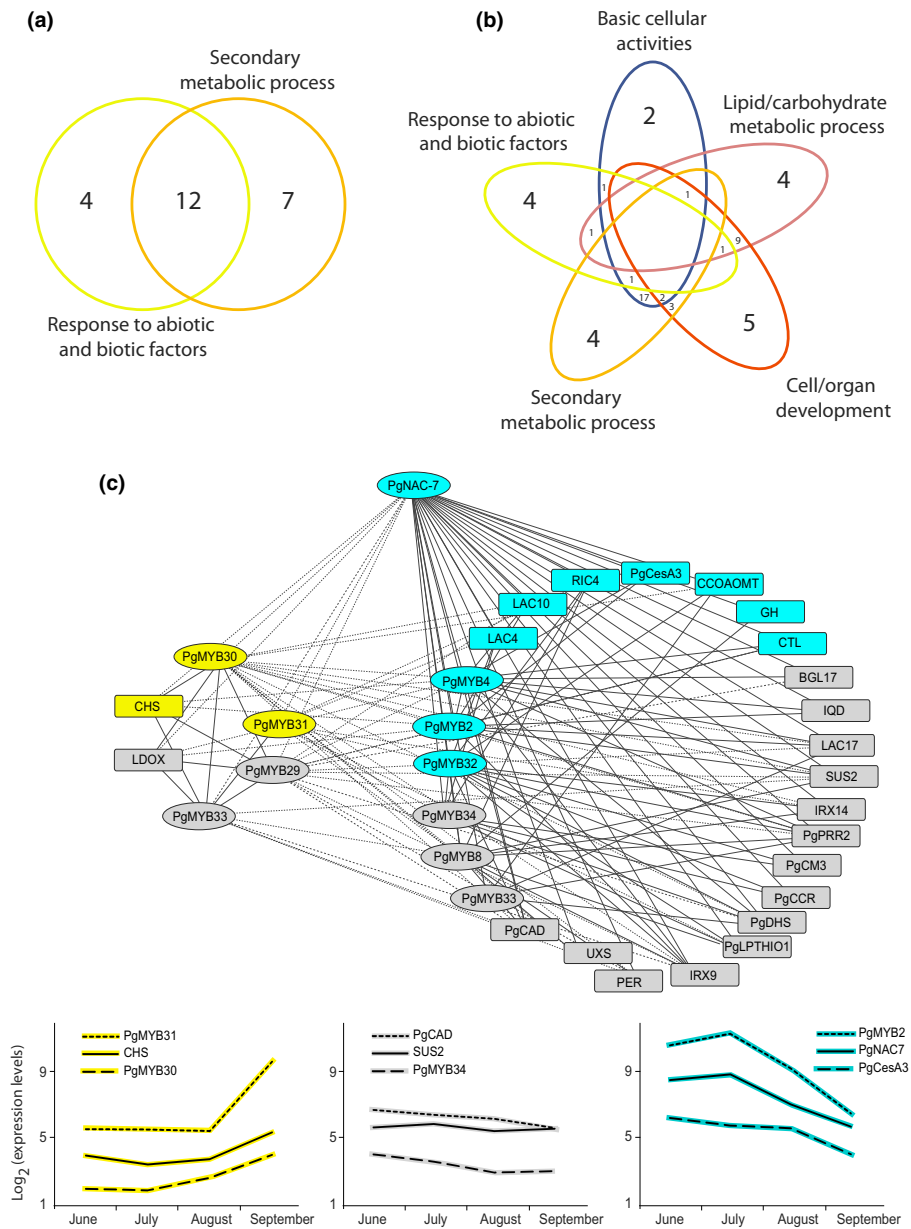 (a)
Secondary
metabolic process
4
12
7
Response to abiotic
and biotic factors
(b)
Basic cellular
activities
Lipid/carbohydrate
metabolic process
Response to abiotic
and biotic factors
2
4
4
1
1
1
9
1
1
17
2
3
4
5
Secondary
metabolic process
Cell/organ
development
(c)
PgNAC-7
PgCesA3
RIC4
CCOAOMT
LAC10
GH
LAC4
CTL
PgMYB30
BGL17
PgMYB4
CHS
IQD
PgMYB31
PgMYB2
LAC17
LDOX
PgMYB29
PgMYB32
SUS2
PgMYB33
PgMYB34
IRX14
PgPRR2
PgMYB8
PgCM3
PgMYB33
PgCCR
PgCAD
PgDHS
UXS
PgLPTHIO1
PER
IRX9
Log2 (expression levels)
9
5
1
PgMYB31
CHS
PgMYB30
June July August September
9
5
1
PgCAD
SUS2
PgMYB34
June July August September
9
5
1
PgMYB2
PgNAC7
PgCesA3
June July August September